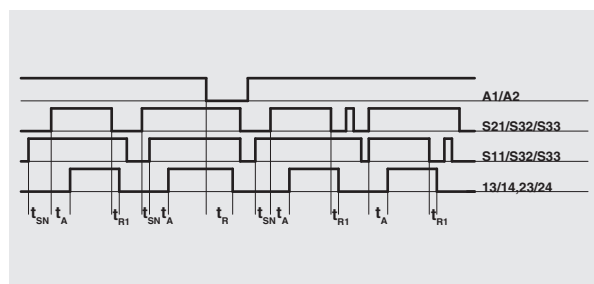 A1/A2
S21/S32/S33
S11/S32/S33
13/14,23/24
tSN tA tR1 tSN tA tR tSN tA tR1 tA tR1